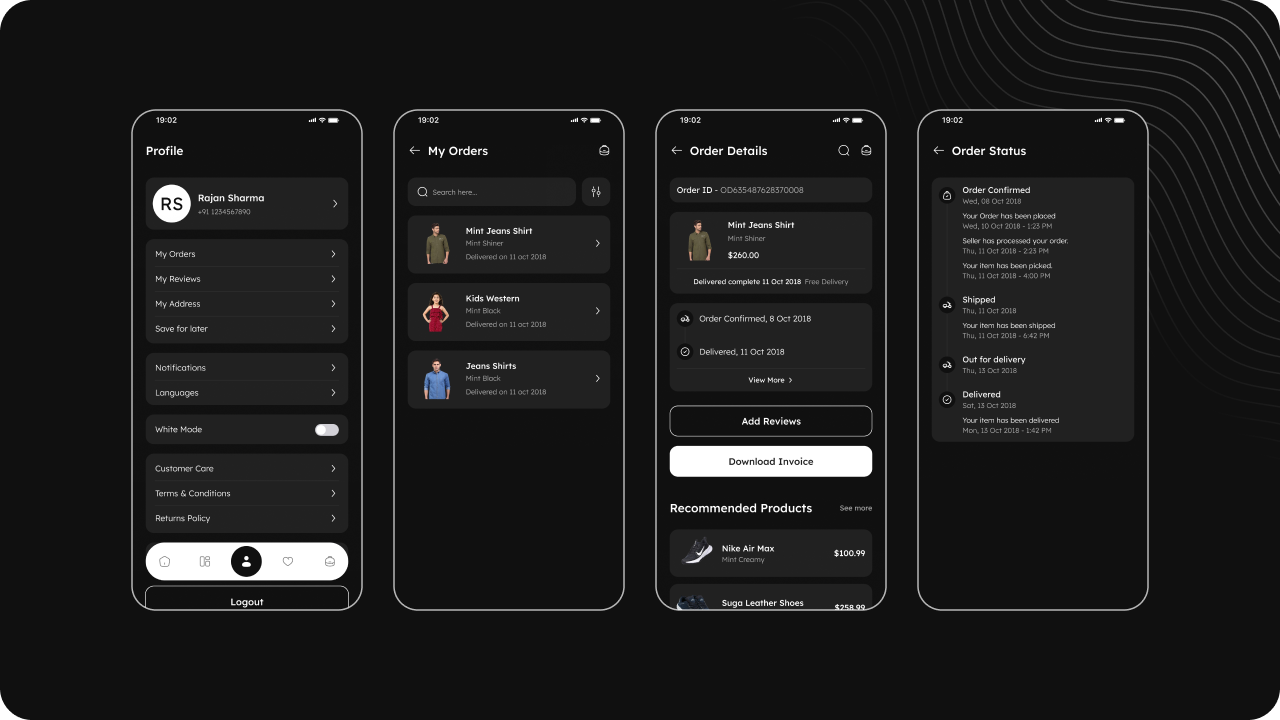 19:02
Profile
RS
Rajan Sharma
+91 1234567890
My Orders
My Reviews
My Address
Save for later
Notifications
Languages
White Mode
Customer Care
Terms & Conditions
Returns Policy
Logout
19:02
My Orders
Search here...
Mint Jeans Shirt
Mint Shiner
Delivered on 11 oct 2018
Kids Western
Mint Black
Delivered on 11 oct 2018
Jeans Shirts
Mint Black
Delivered on 11 oct 2018
19:02
Order Details
Order ID - OD635487628370008
Mint Jeans Shirt
Mint Shiner
$260.00
Delivered complete 11 Oct 2018 Free Delivery
Order Confirmed, 8 Oct 2018
Delivered, 11 Oct 2018
View More
Add Reviews
Download Invoice
Recommended Products See more
Nike Air Max
Mint Creamy
$100.99
Suga Leather Shoes
$258.99
19:02
Order Status
Order Confirmed
Wed, 08 Oct 2018
Your Order has been placed
Wed, 10 Oct 2018 - 1:23 PM
Seller has processed your order.
Thu, 11 Oct 2018 - 2:23 PM
Your item has been picked.
Thu, 11 Oct 2018 - 4:00 PM
Shipped
Thu, 11 Oct 2018
Your item has been shipped
Thu, 11 Oct 2018 - 6:42 PM
Out for delivery
Thu, 13 Oct 2018
Delivered
Sat, 13 Oct 2018
Your item has been delivered
Mon, 13 Oct 2018 - 1:42 PM